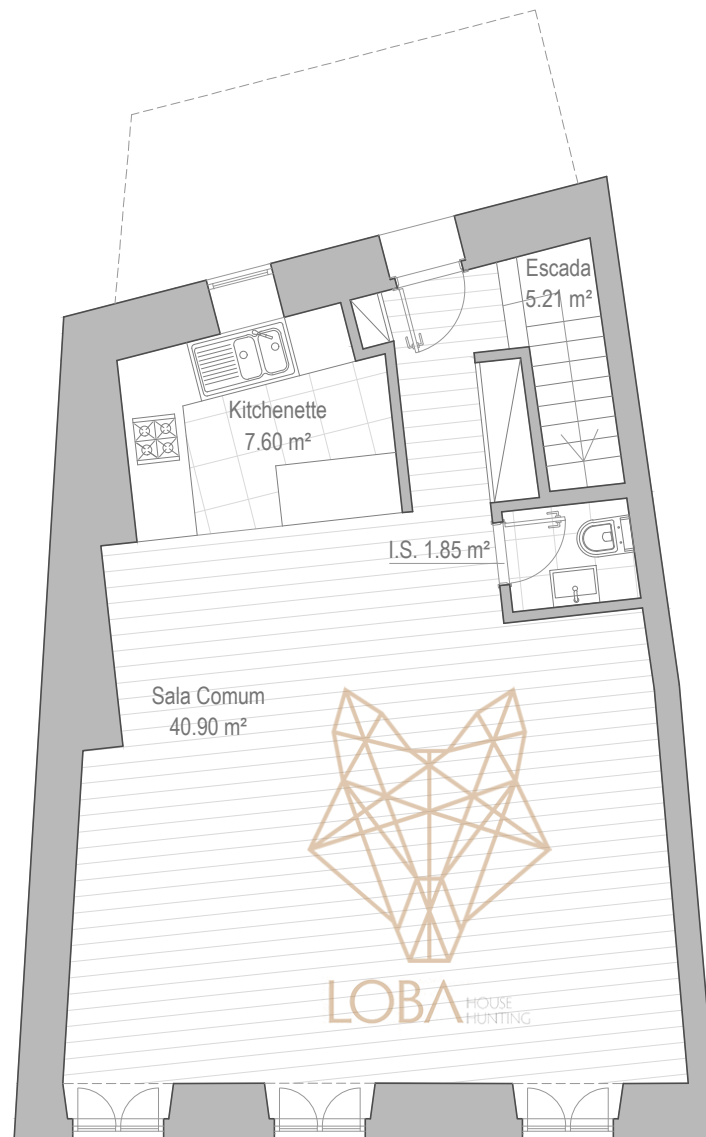 Escada
5.21 m²
Kitchenette
7.60 m²
I.S. 1.85 m²
Sala Comum
40.90 m²
LOBA HOUSE
HUNTING